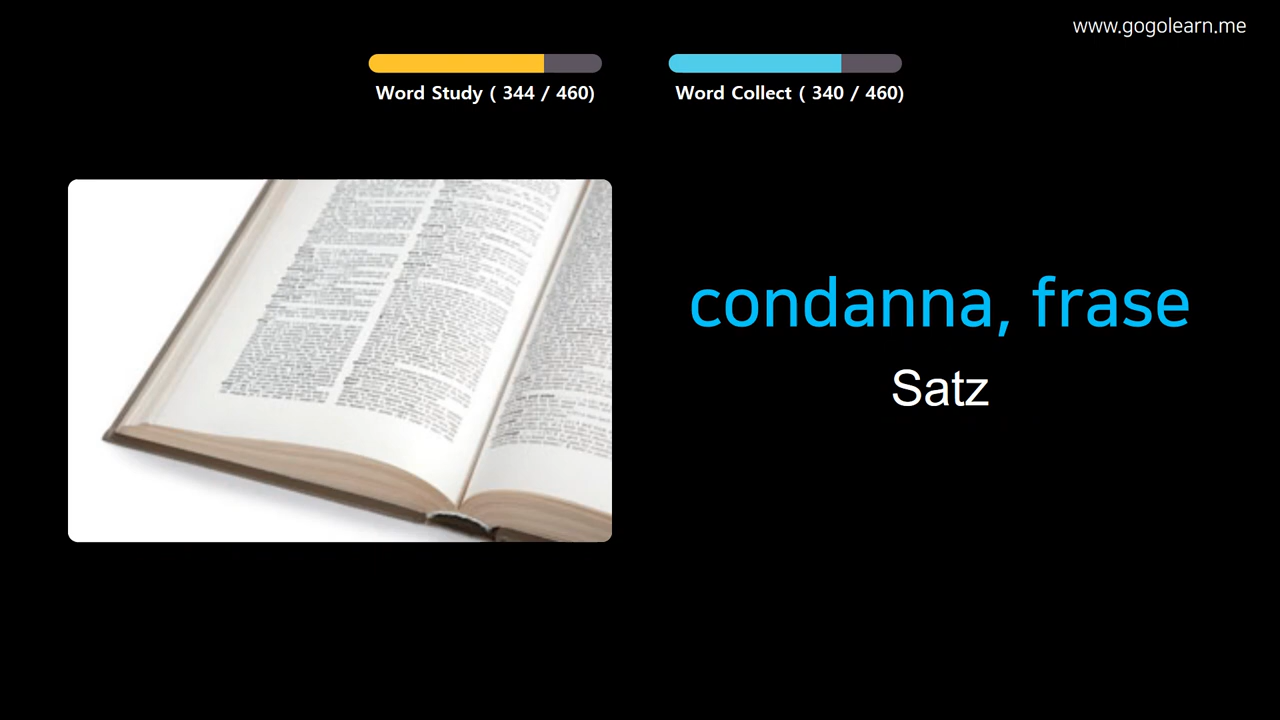 www.gogolearn.me
Word Study ( 344 / 460)
Word Collect ( 340 / 460)
condanna, frase
Satz